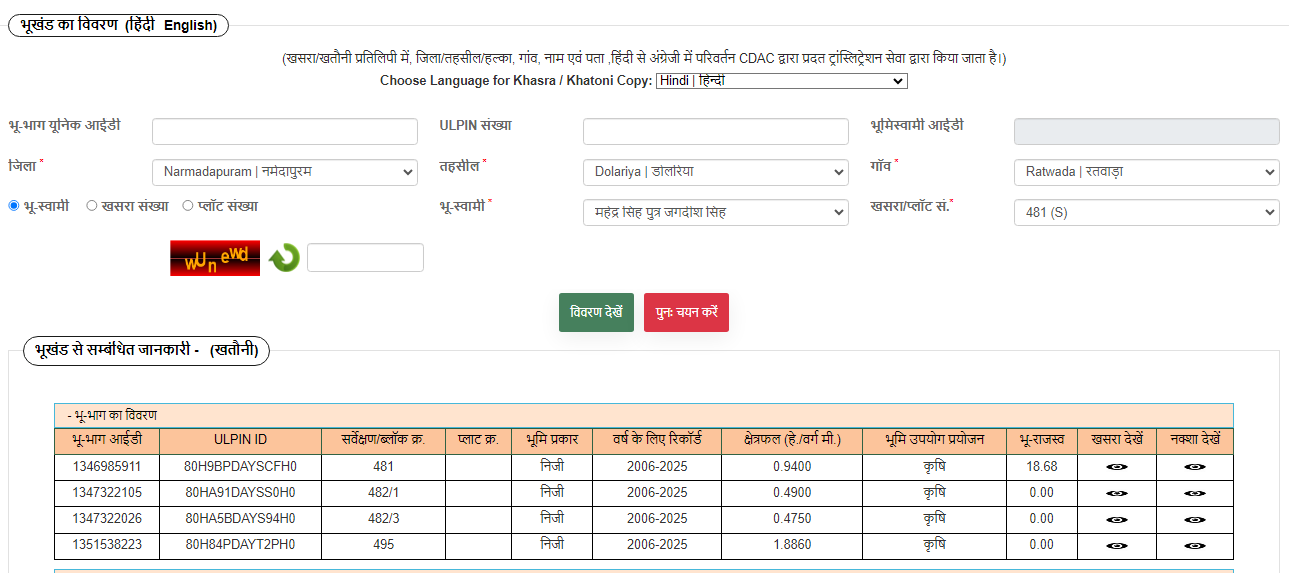 भूखंड का विवरण (हिंदी English)
(खसरा/खतौनी प्रतिलिपी में, जिला/तहसील/हल्का, गांव, नाम एवं पता ,हिंदी से अंग्रेजी में परिवर्तन CDAC द्वारा प्रदत ट्रांस्लिट्रेशन सेवा द्वारा किया जाता है।)
Choose Language for Khasra / Khatoni Copy: Hindi | हिन्दी
भू-भाग यूनिक आईडी ULPIN संख्या भूमिस्वामी आईडी
जिला * Narmadapuram | नर्मदापुरम तहसील * Dolariya | डोलरिया गाँव * Ratwada | रतवाड़ा
भू-स्वामी खसरा संख्या प्लॉट संख्या भू-स्वामी * महेंद्र सिंह पुत्र जगदीश सिंह खसरा/प्लॉट सं.* 481 (S)
wUnewd
विवरण देखें पुनः चयन करें
भूखंड से सम्बंधित जानकारी - (खतौनी)
- भू-भाग का विवरण
भू-भाग आईडी ULPIN ID सर्वेक्षण/ब्लॉक क्र. प्लाट क्र. भूमि प्रकार वर्ष के लिए रिकॉर्ड क्षेत्रफल (हे./वर्ग मी.) भूमि उपयोग प्रयोजन भू-राजस्व खसरा देखें नक्शा देखें
1346985911 80H9BPDAYSCFH0 481 निजी 2006-2025 0.9400 कृषि 18.68
1347322105 80HA91DAYSS0H0 482/1 निजी 2006-2025 0.4900 कृषि 0.00
1347322026 80HA5BDAYS94H0 482/3 निजी 2006-2025 0.4750 कृषि 0.00
1351538223 80H84PDAYT2PH0 495 निजी 2006-2025 1.8860 कृषि 0.00